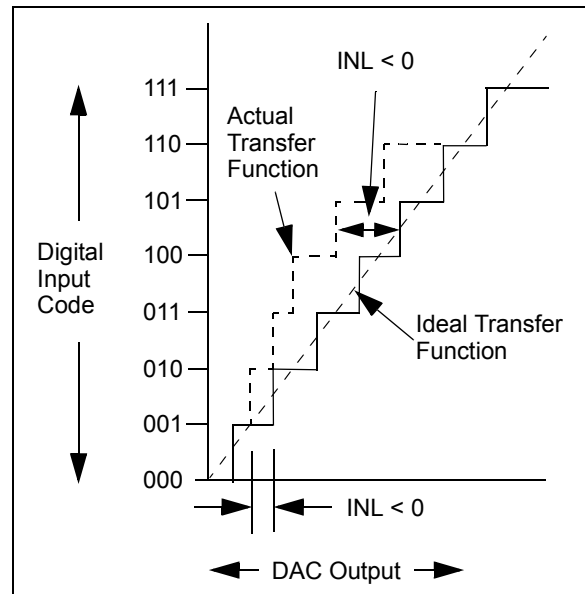 INL < 0
111
Actual
Transfer
Function
110
101
Digital
Input
Code
100
011
Ideal Transfer
Function
010
001
000
INL < 0
DAC Output